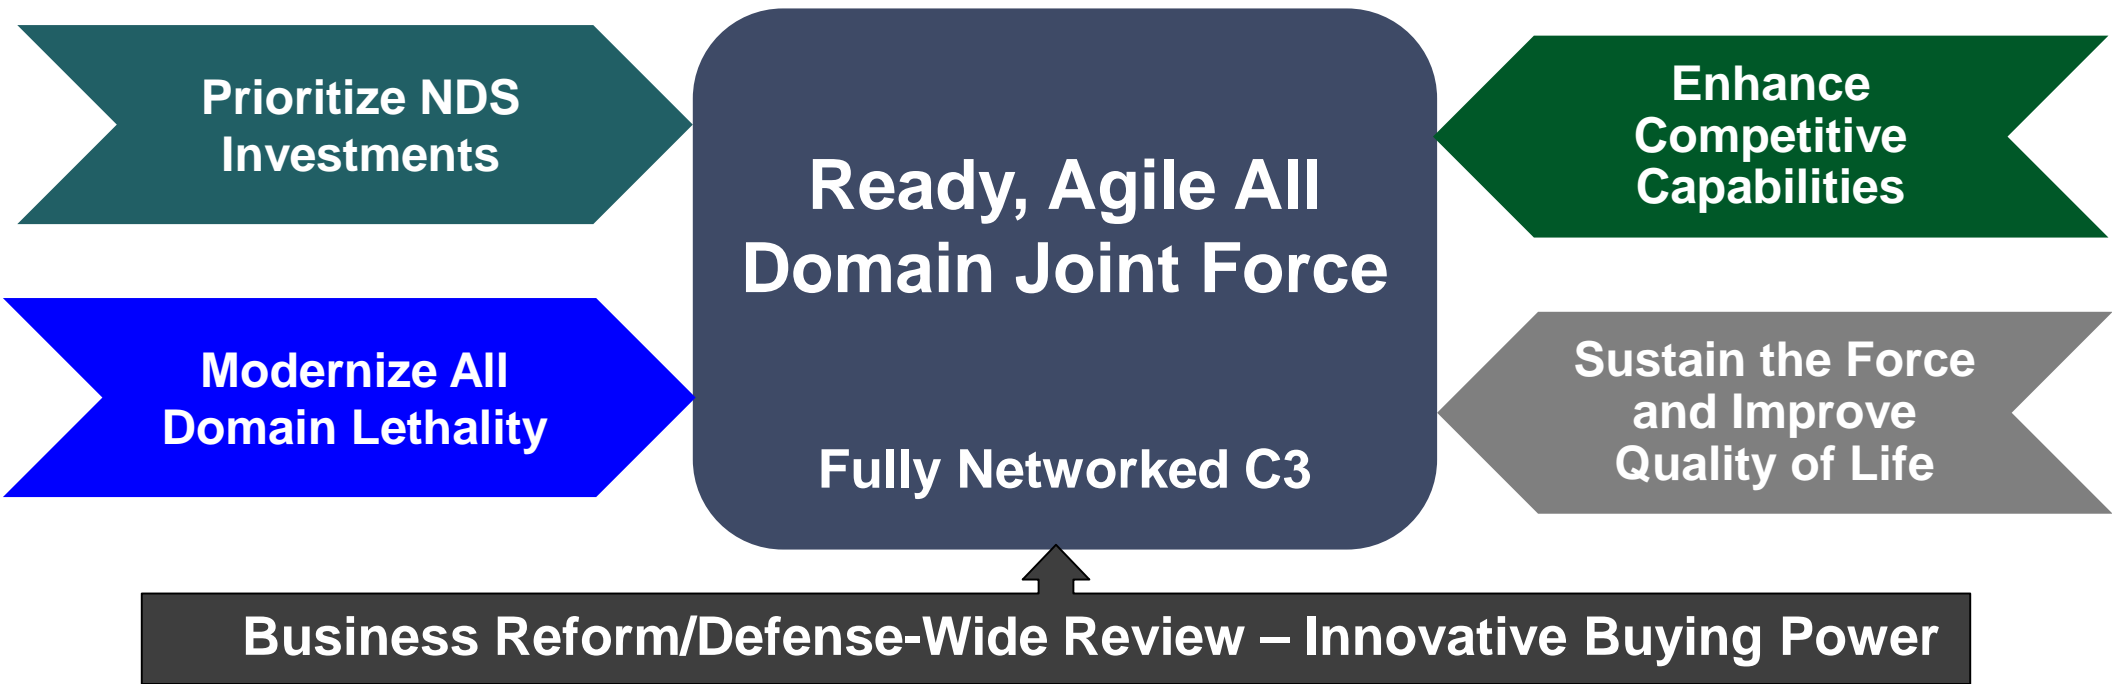 Prioritize NDS
Investments
Modernize All
Domain Lethality
Ready, Agile All
Domain Joint Force
Fully Networked C3
Enhance
Competitive
Capabilities
Sustain the Force
and Improve
Quality of Life
Business Reform/Defense-Wide Review – Innovative Buying Power